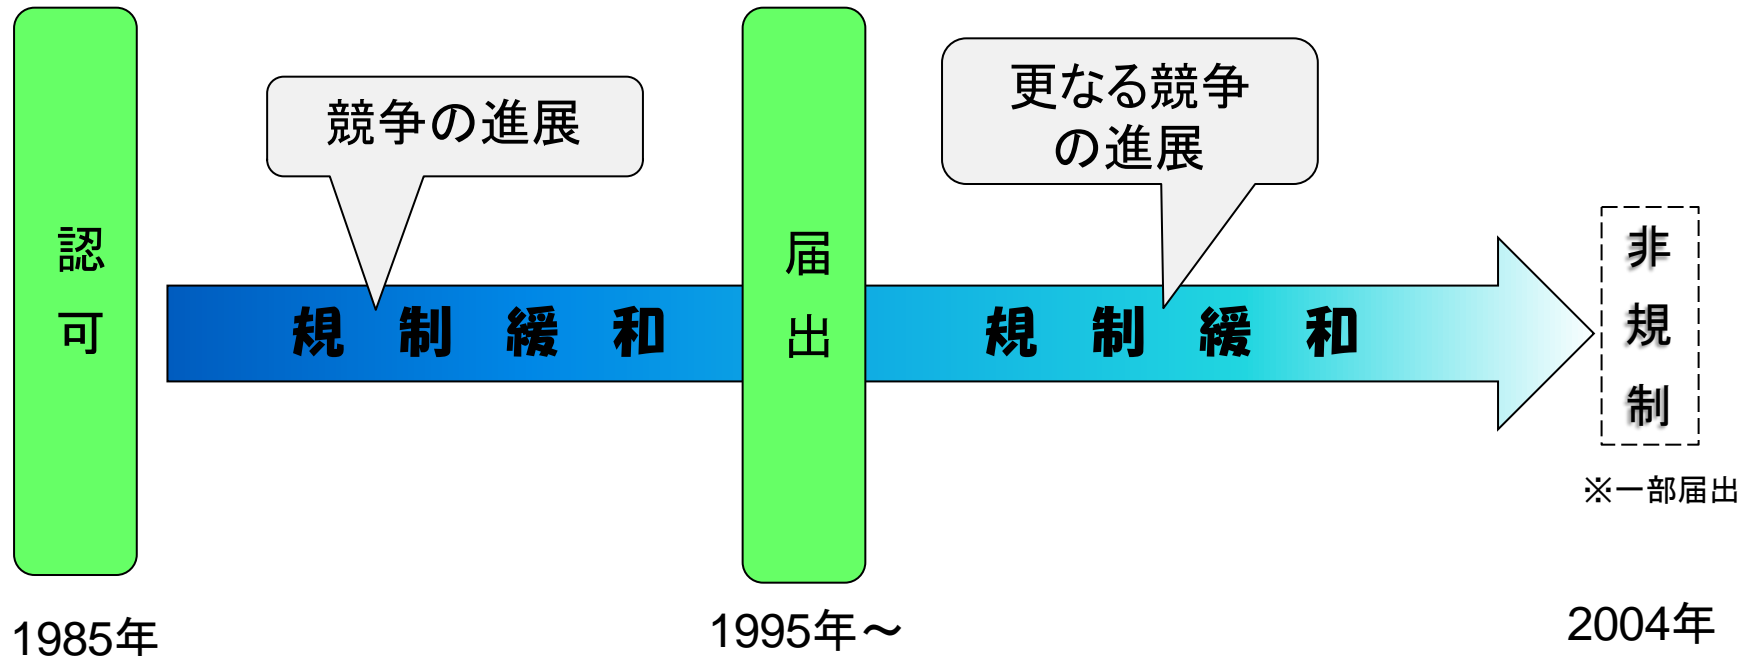 認可
競争の進展
規制緩和
届出
更なる競争
の進展
規制緩和
非規制
※一部届出
1985年
1995年～
2004年